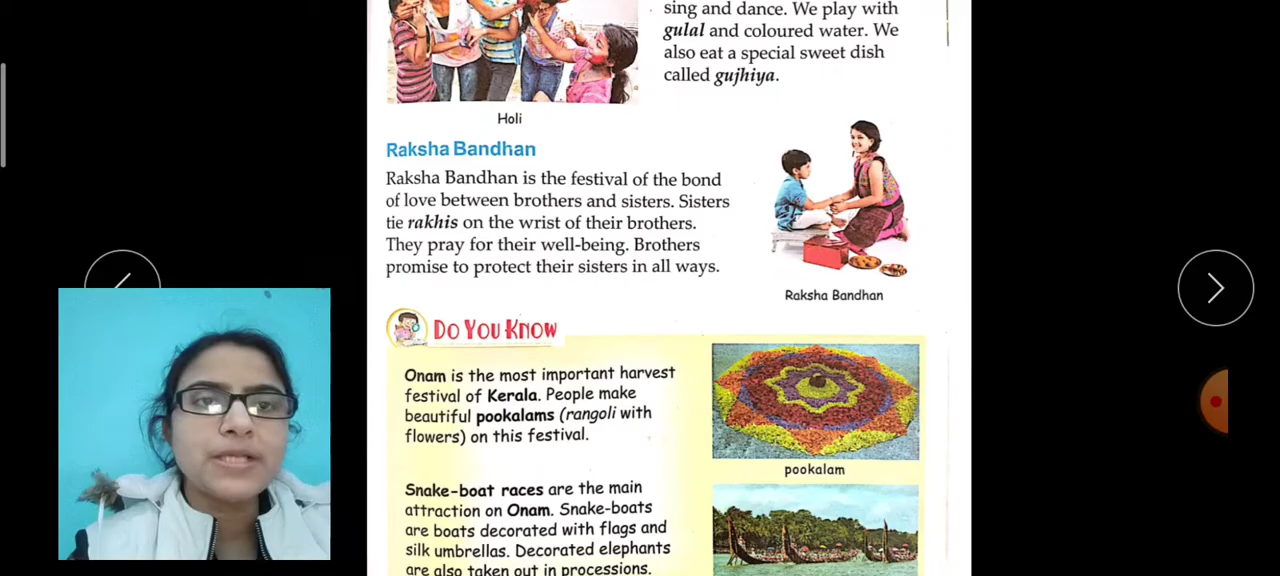 sing and dance. We play with
gulal and coloured water. We
also eat a special sweet dish
called gujhiya.
Holi
Raksha Bandhan
Raksha Bandhan is the festival of the bond
of love between brothers and sisters. Sisters
tie rakhis on the wrist of their brothers.
They pray for their well-being. Brothers
promise to protect their sisters in all ways.
Raksha Bandhan
DO YOU KNOW
Onam is the most important harvest
festival of Kerala. People make
beautiful pookalams (rangoli with
flowers) on this festival.
pookalam
Snake-boat races are the main
attraction on Onam. Snake-boats
are boats decorated with flags and
silk umbrellas. Decorated elephants
are also taken out in processions.